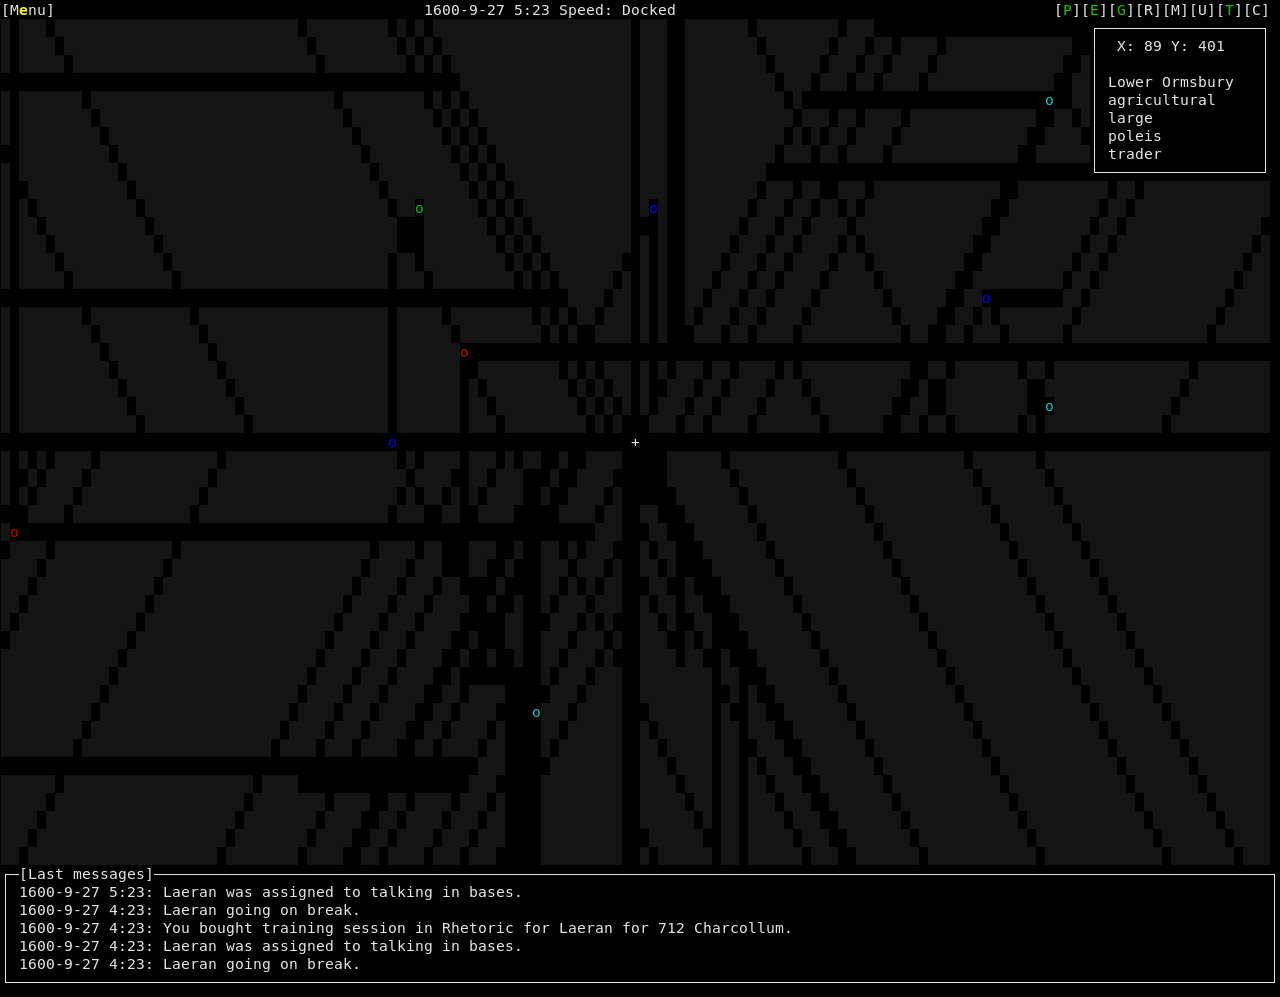 [Menu] 1600-9-27 5:23 Speed: Docked [P][E][G][R][M][U][T][C]
X: 89 Y: 401
Lower Ormsbury
agricultural
large
poleis
trader
o
o
o
o
o
o
o
+
o
o
o
[Last messages]
1600-9-27 5:23: Laeran was assigned to talking in bases.
1600-9-27 4:23: Laeran going on break.
1600-9-27 4:23: You bought training session in Rhetoric for Laeran for 712 Charcollum.
1600-9-27 4:23: Laeran was assigned to talking in bases.
1600-9-27 4:23: Laeran going on break.